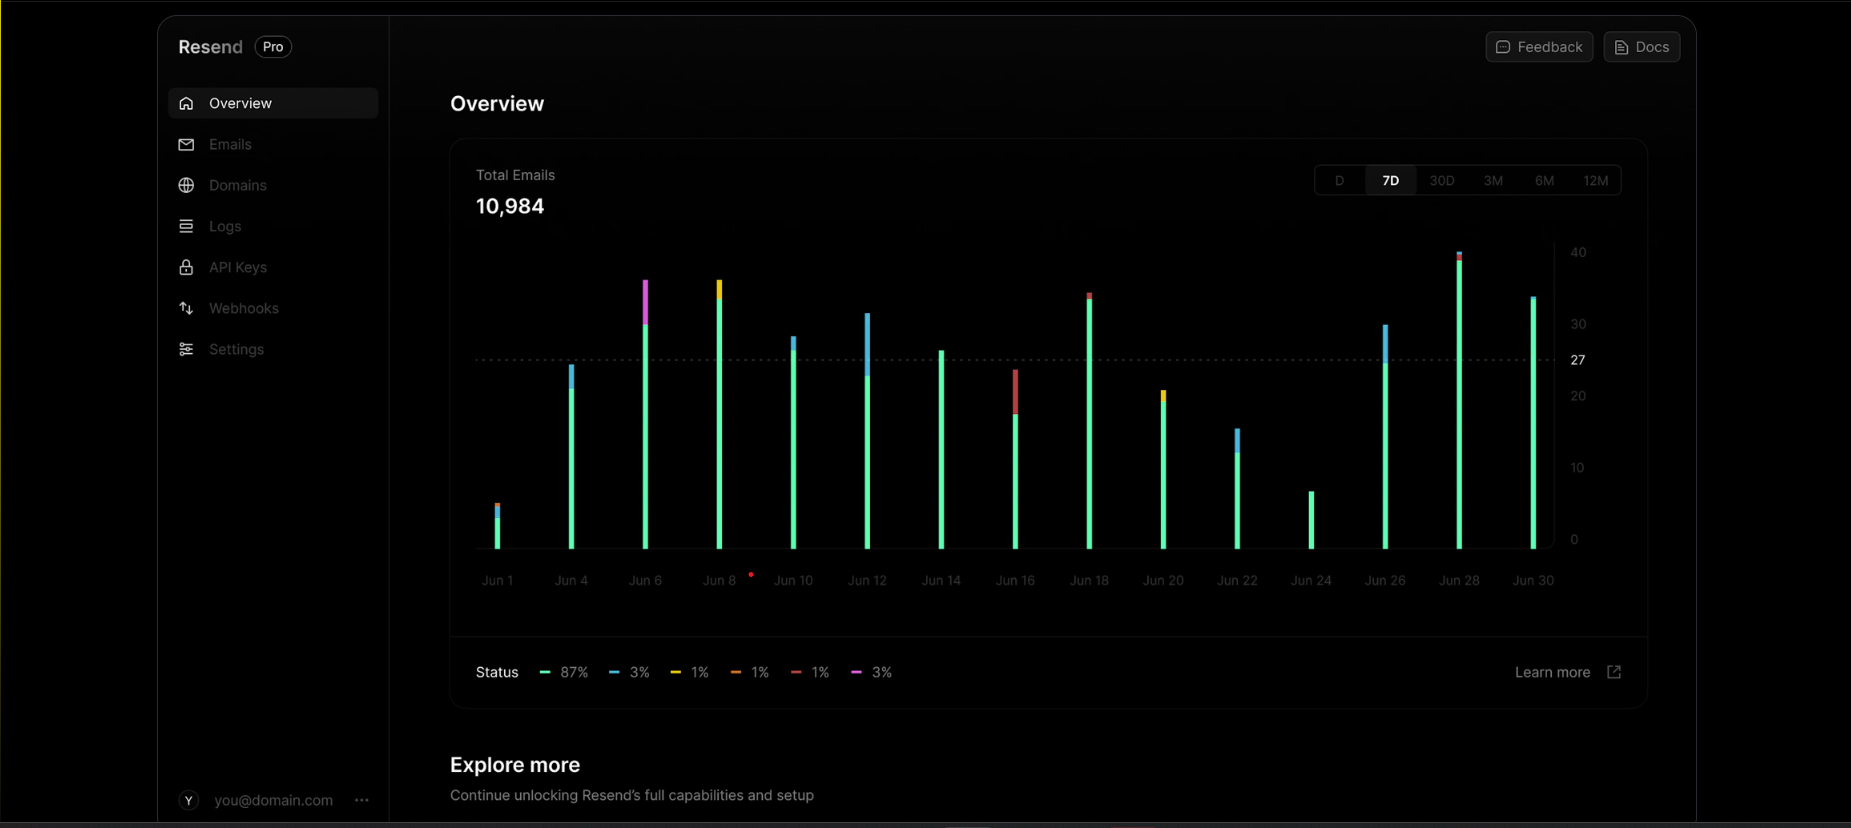 Resend Pro
Feedback
Docs
Overview
Emails
Domains
Logs
API Keys
Webhooks
Settings
Overview
Total Emails
10,984
D 7D 30D 3M 6M 12M
40
30
27
20
10
0
Jun 1 Jun 4 Jun 6 Jun 8 Jun 10 Jun 12 Jun 14 Jun 16 Jun 18 Jun 20 Jun 22 Jun 24 Jun 26 Jun 28 Jun 30
Status 87% 3% 1% 1% 1% 3%
Learn more
Explore more
Continue unlocking Resend’s full capabilities and setup
Y you@domain.com